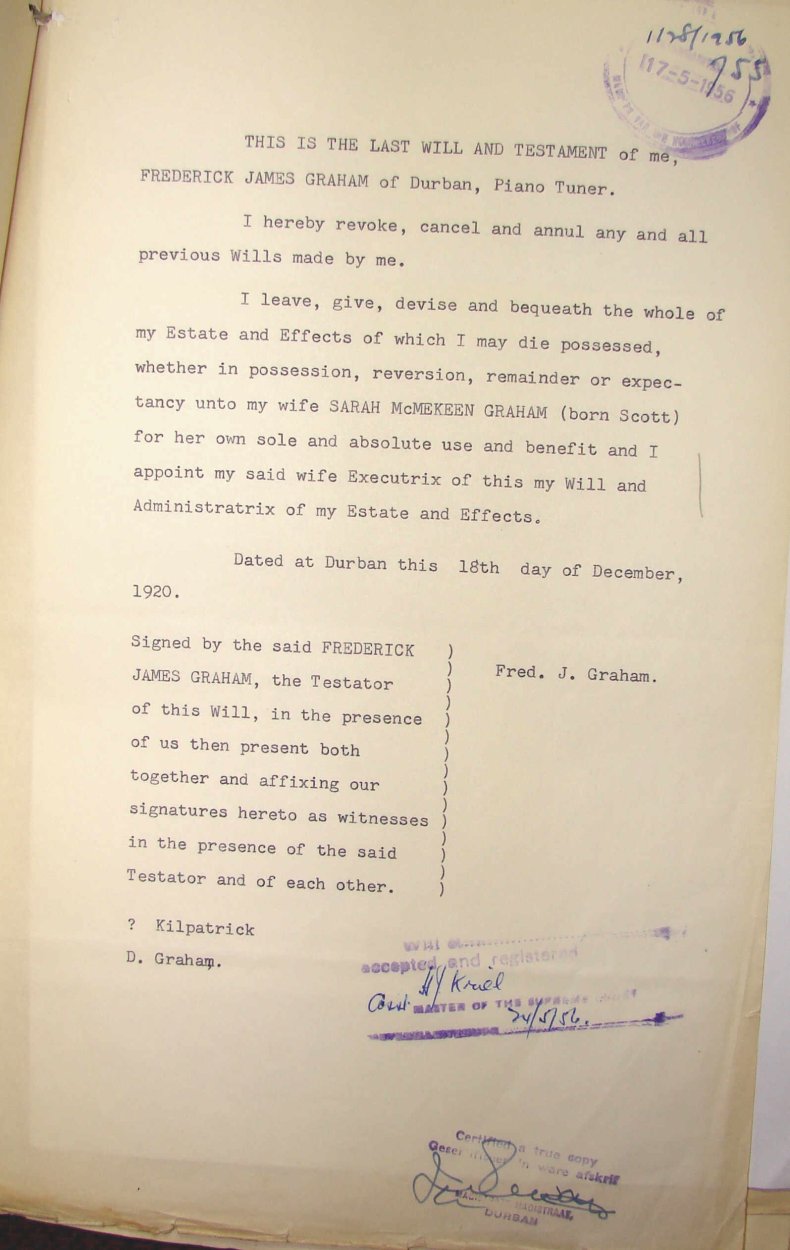 1128/1956
755
17-5-1956
THIS IS THE LAST WILL AND TESTAMENT of me,
FREDERICK JAMES GRAHAM of Durban, Piano Tuner.
I hereby revoke, cancel and annul any and all
previous Wills made by me.
I leave, give, devise and bequeath the whole of
my Estate and Effects of which I may die possessed,
whether in possession, reversion, remainder or expec-
tancy unto my wife SARAH McMEKEEN GRAHAM (born Scott)
for her own sole and absolute use and benefit and I
appoint my said wife Executrix of this my Will and
Administratrix of my Estate and Effects.
Dated at Durban this 18th day of December,
1920.
Signed by the said FREDERICK )
JAMES GRAHAM, the Testator ) Fred. J. Graham.
of this Will, in the presence )
of us then present both )
together and affixing our )
signatures hereto as witnesses )
in the presence of the said )
Testator and of each other. )
? Kilpatrick
D. Graham.
Will
accepted and registered
HJ Kriel
Asst. MASTER OF THE SUPREME COURT
24/5/56.
Certified a true copy
ware afskrif
MAGISTRAAT,
DURBAN